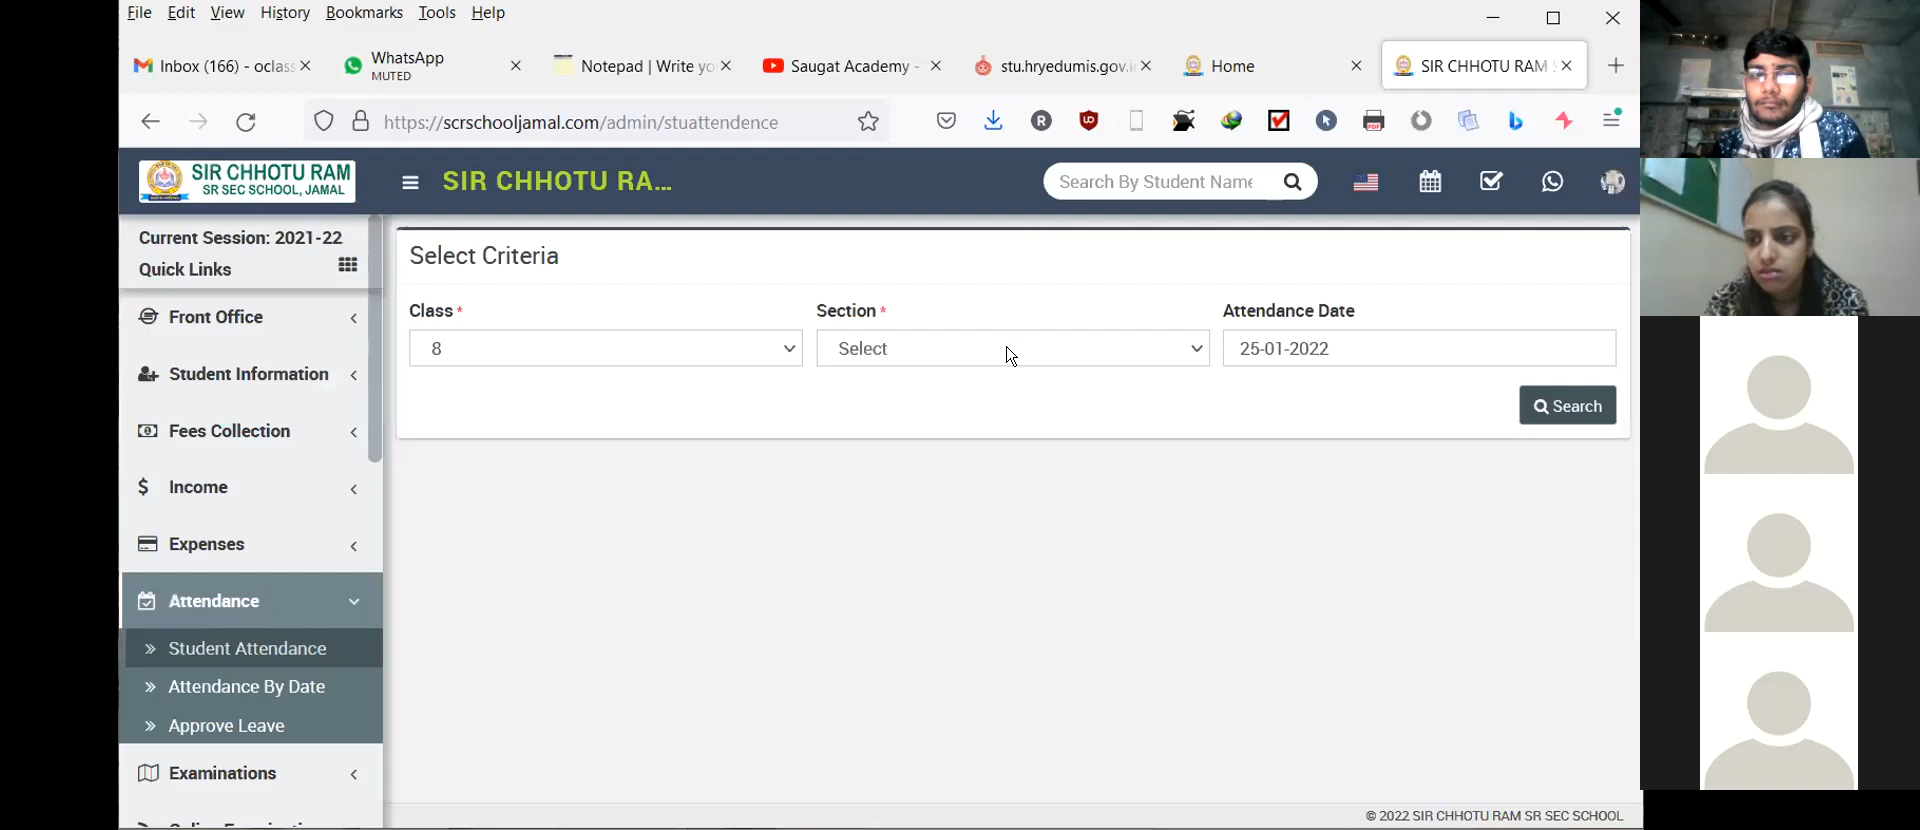 File Edit View History Bookmarks Tools Help
Inbox (166) - oclass
WhatsApp
MUTED
Notepad | Write yo
Saugat Academy -
stu.hryedumis.gov.i
Home
SIR CHHOTU RAM S
https://scrschooljamal.com/admin/stuattendence
SIR CHHOTU RAM
SR SEC SCHOOL, JAMAL
SIR CHHOTU RA...
Search By Student Name
Current Session: 2021-22
Quick Links
Front Office
Student Information
Fees Collection
Income
Expenses
Attendance
Student Attendance
Attendance By Date
Approve Leave
Examinations
Select Criteria
Class *
Section *
Attendance Date
8
Select
25-01-2022
Search
© 2022 SIR CHHOTU RAM SR SEC SCHOOL